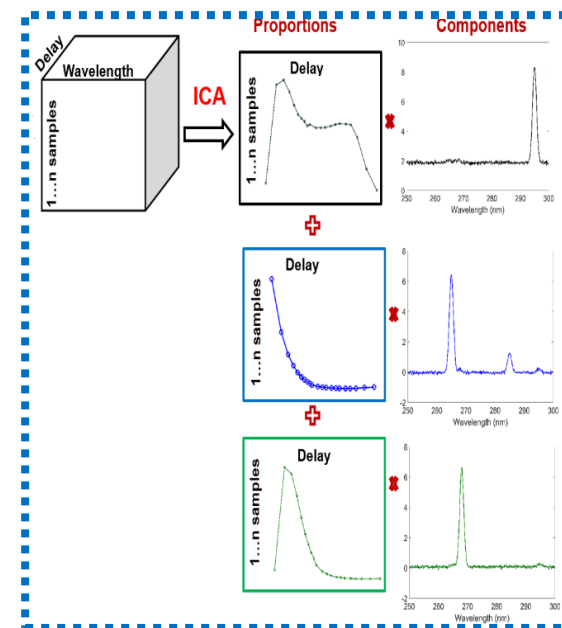 Proportions
Components
Delay
Wavelength
1...n samples
ICA
Delay
1...n samples
10
8
6
4
2
0
250 260 270 280 290 300
Wavelength (nm)
Delay
1...n samples
8
6
4
2
0
-2
250 260 270 280 290 300
Wavelength (nm)
Delay
1...n samples
8
6
4
2
0
-2
250 260 270 280 290 300
Wavelength (nm)